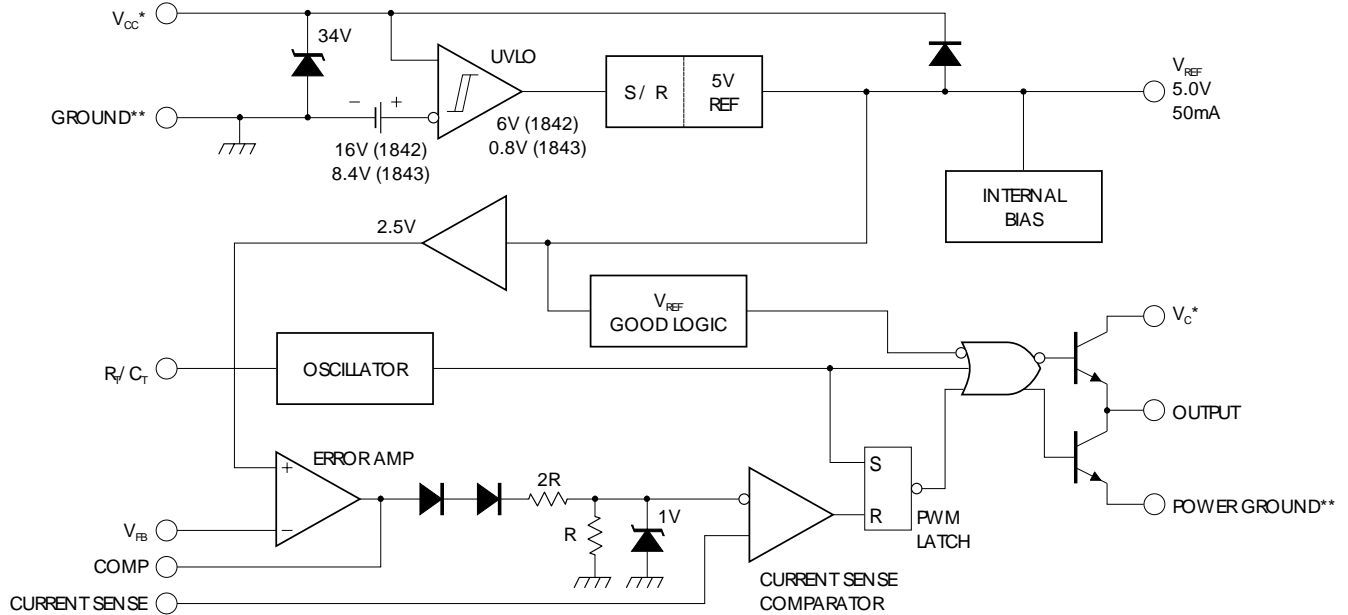 VCC*
34V
UVLO
S / R
5V
REF
VREF
5.0V
50mA
GROUND**
− +
16V (1842)
8.4V (1843)
6V (1842)
0.8V (1843)
INTERNAL
BIAS
2.5V
VREF
GOOD LOGIC
VC*
RT/CT
OSCILLATOR
OUTPUT
ERROR AMP
+
−
2R
S
R
1V
R
PWM
LATCH
POWER GROUND**
VFB
COMP
CURRENT SENSE
CURRENT SENSE
COMPARATOR